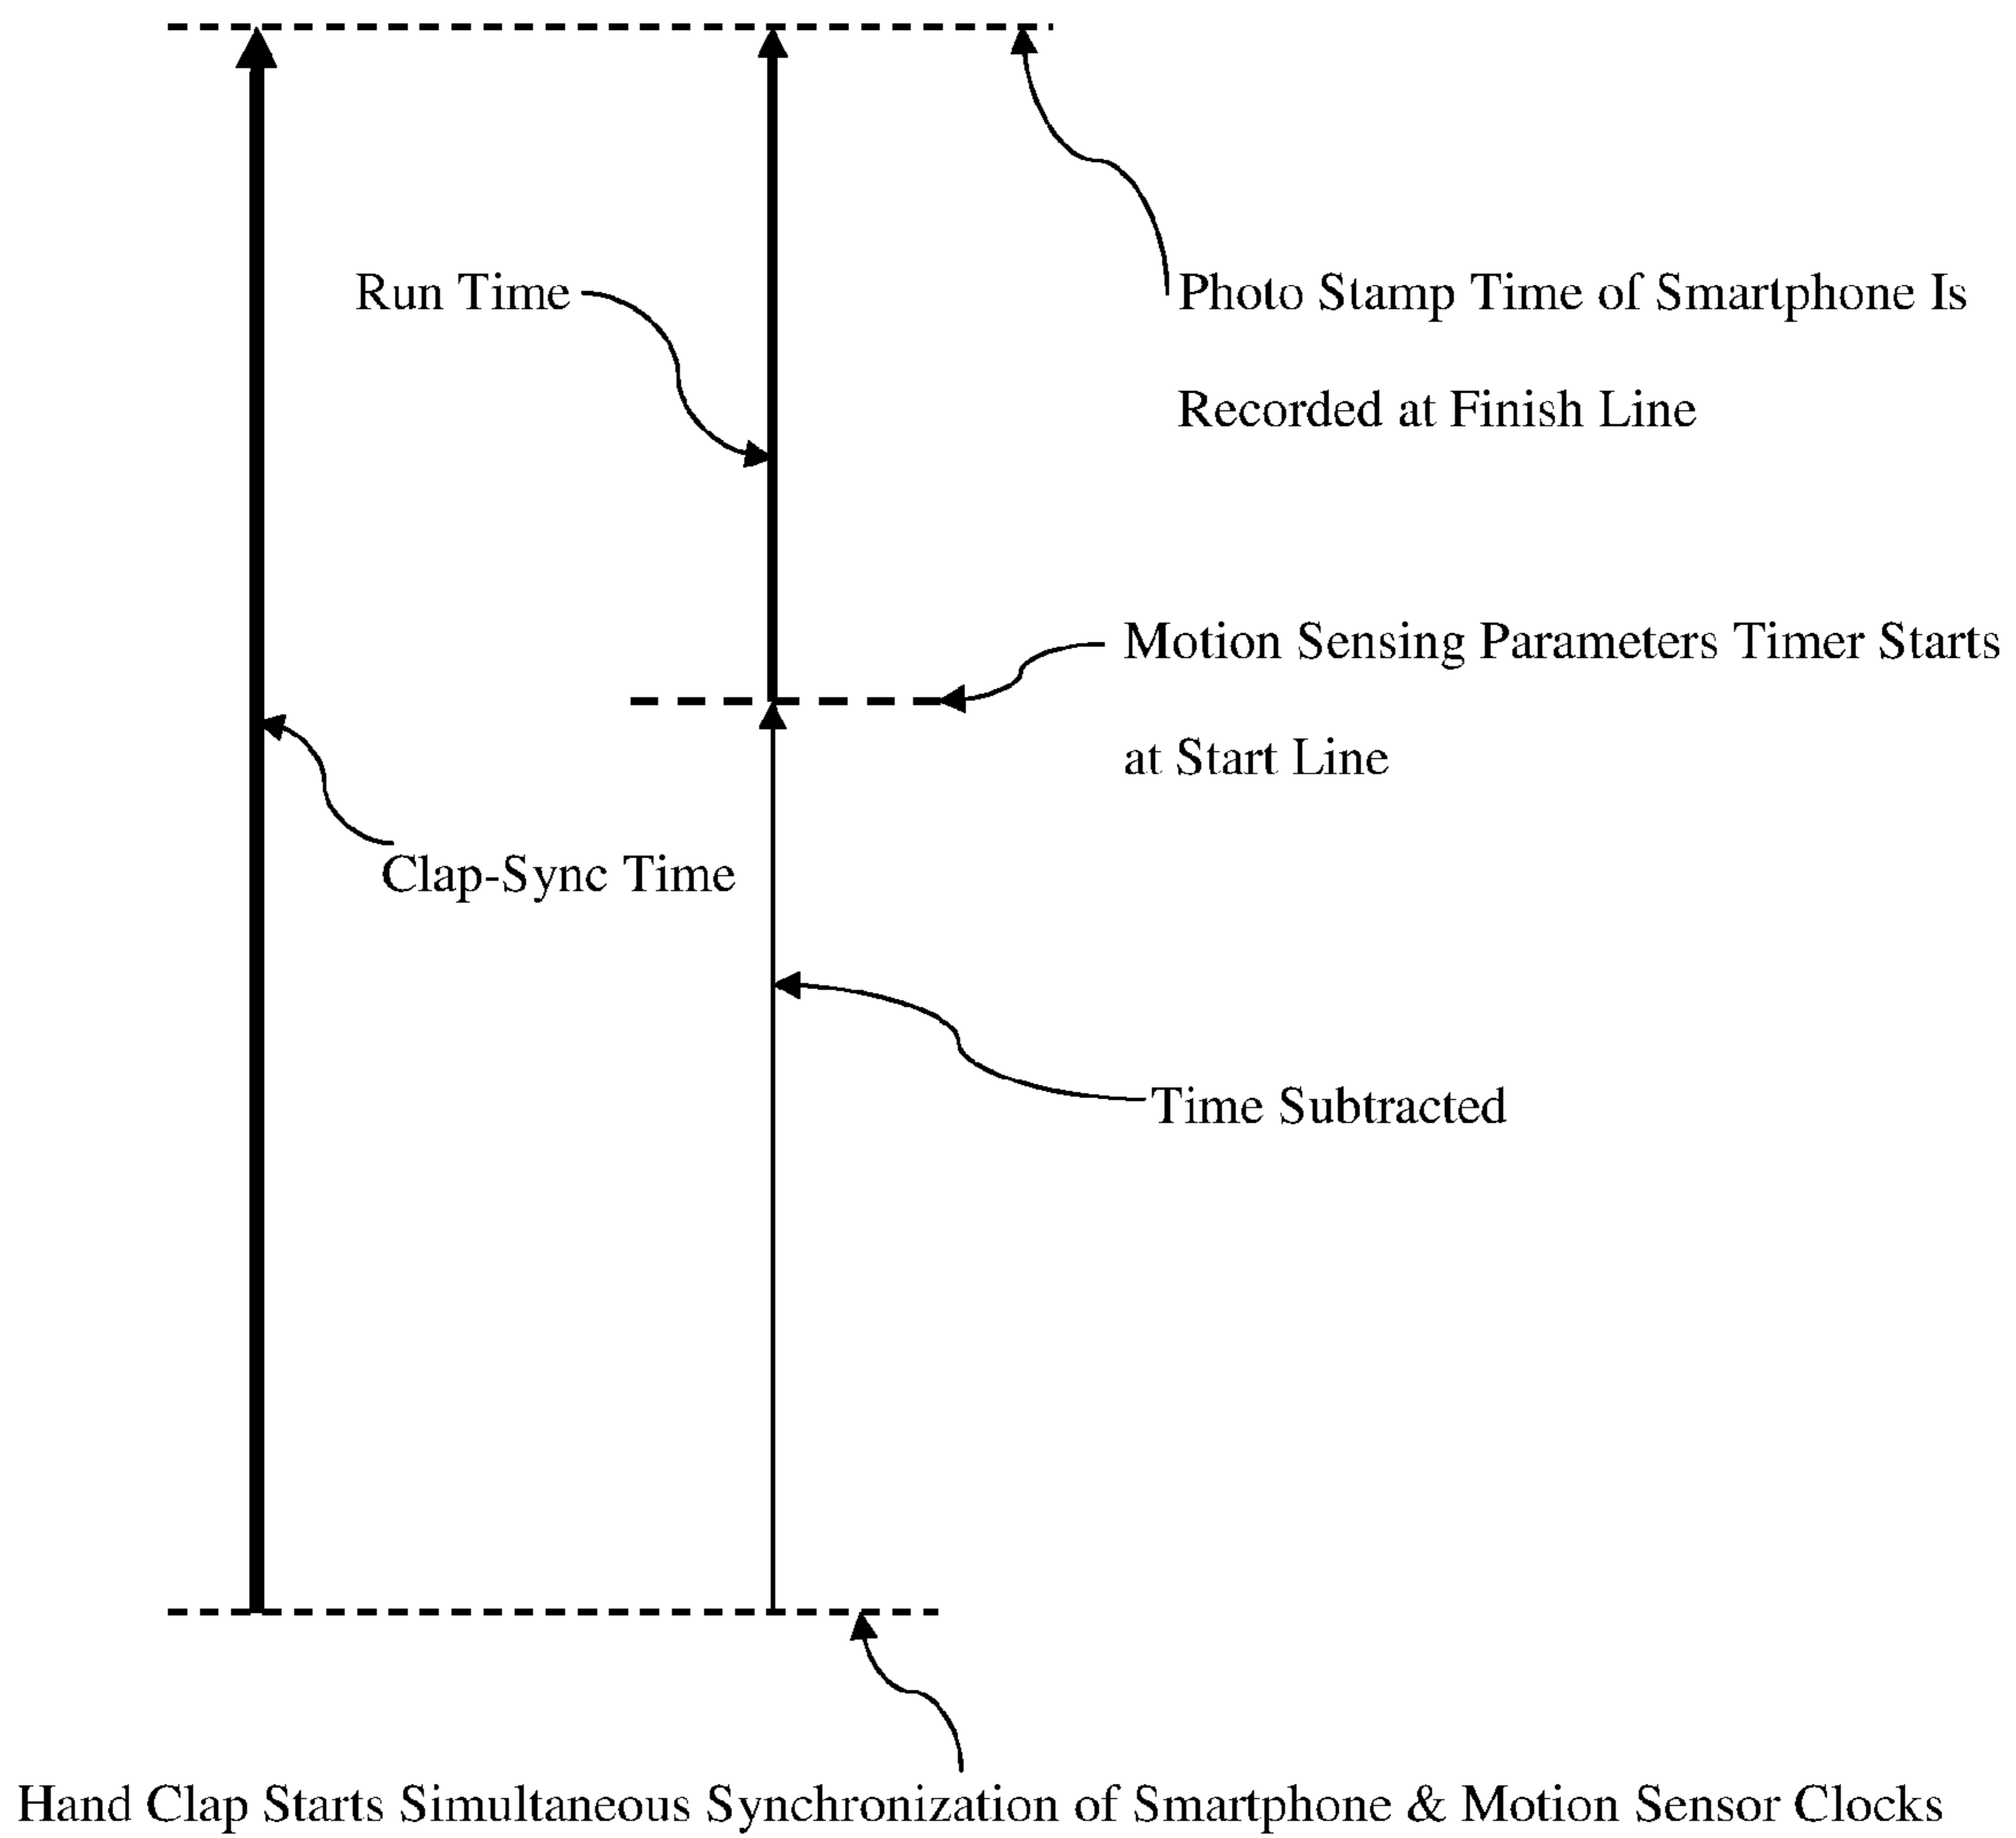 Run Time
Photo Stamp Time of Smartphone Is
Recorded at Finish Line
Motion Sensing Parameters Timer Starts
at Start Line
Clap-Sync Time
Time Subtracted
Hand Clap Starts Simultaneous Synchronization of Smartphone & Motion Sensor Clocks